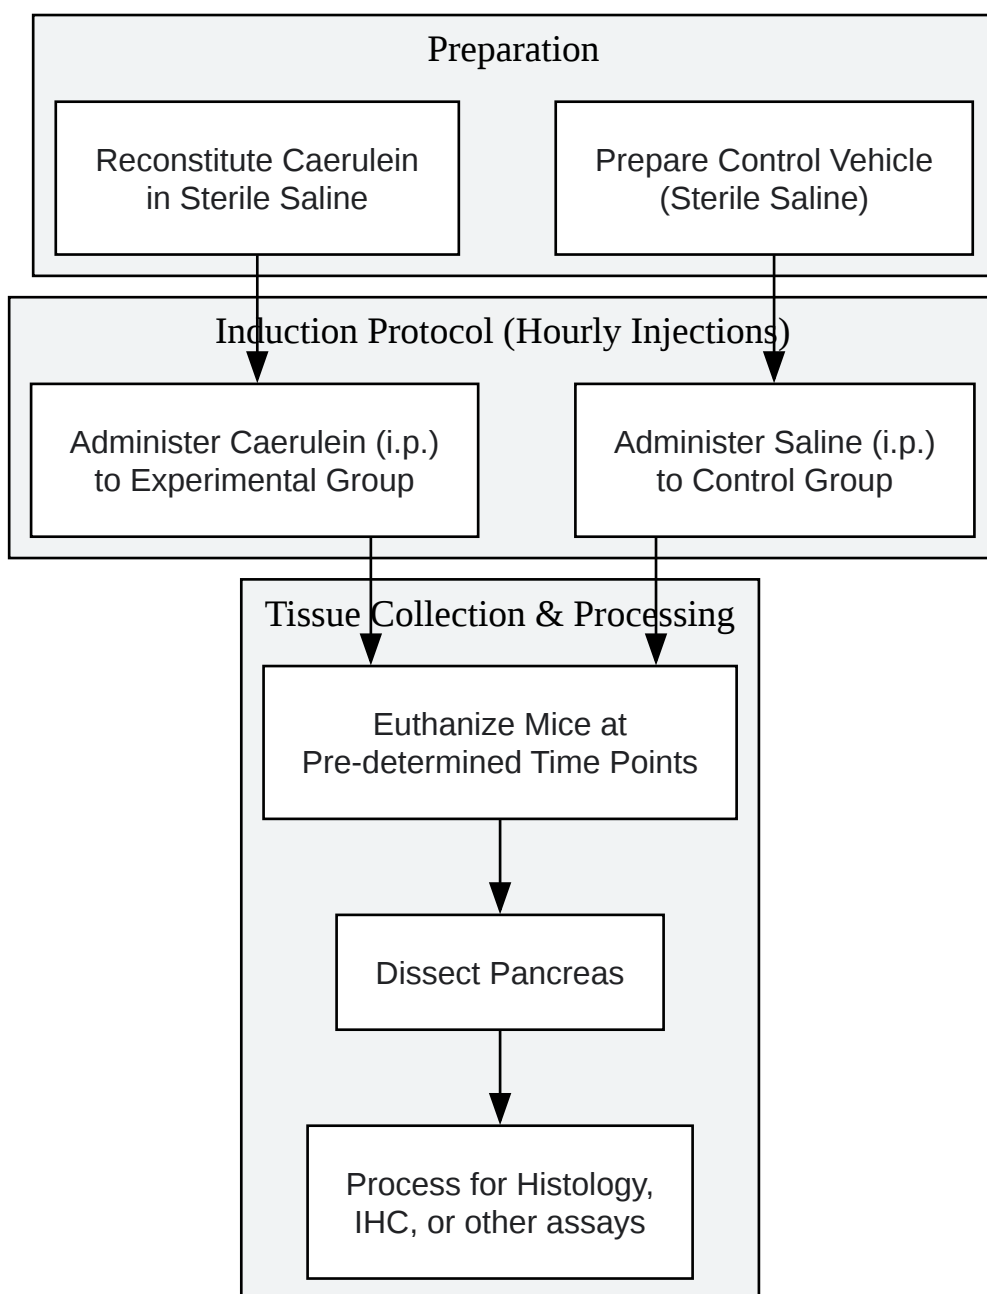 Preparation
Reconstitute Caerulein
in Sterile Saline
Prepare Control Vehicle
(Sterile Saline)
Induction Protocol (Hourly Injections)
Administer Caerulein (i.p.)
to Experimental Group
Administer Saline (i.p.)
to Control Group
Tissue Collection & Processing
Euthanize Mice at
Pre-determined Time Points
Dissect Pancreas
Process for Histology,
IHC, or other assays